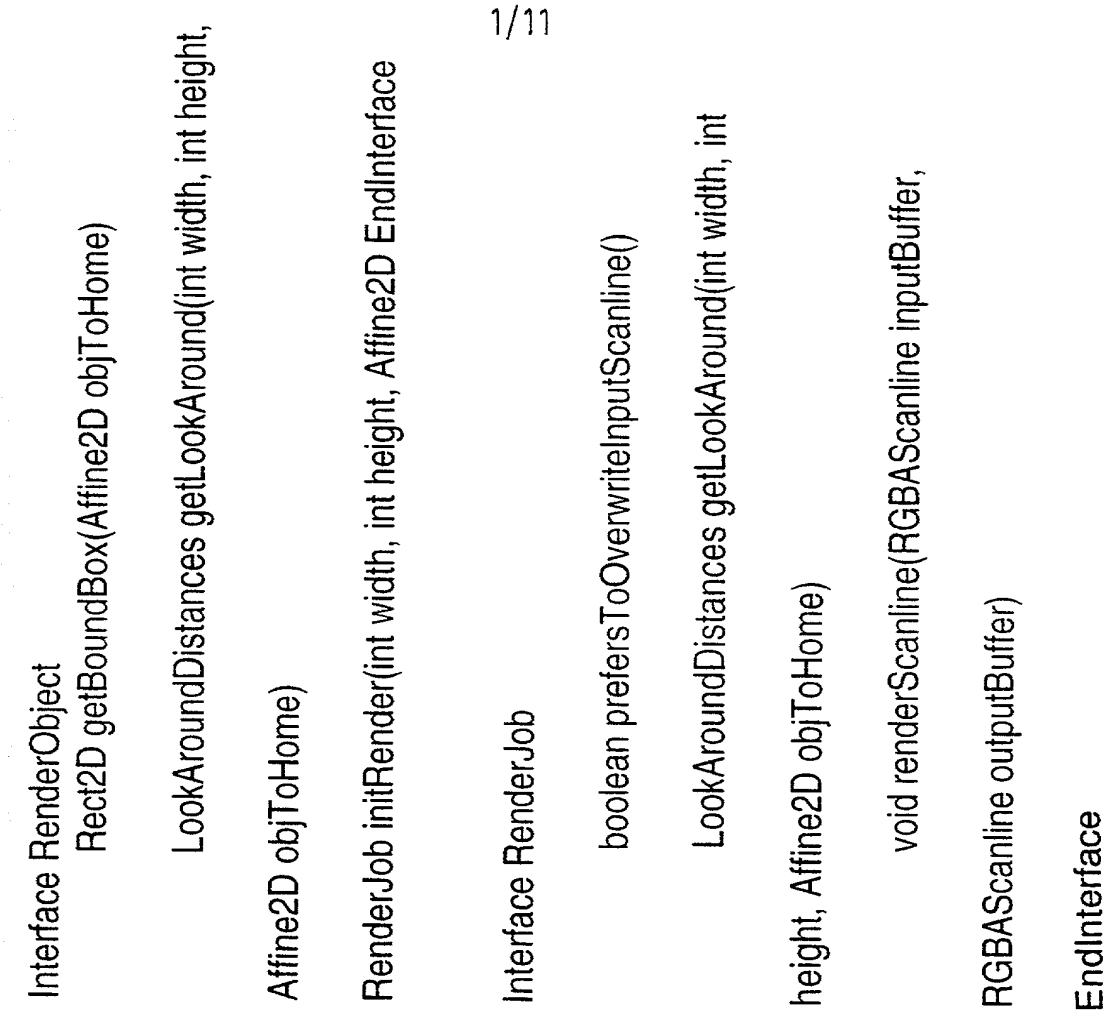 1/11
Interface RenderObject
Rect2D getBoundBox(Affine2D objToHome)
LookAroundDistances getLookAround(int width, int height,
Affine2D objToHome)
RenderJob initRender(int width, int height, Affine2D EndInterface
Interface RenderJob
boolean prefersToOverwriteInputScanline()
LookAroundDistances getLookAround(int width, int
height, Affine2D objToHome)
void renderScanline(RGBAScanline inputBuffer,
RGBAScanline outputBuffer)
EndInterface